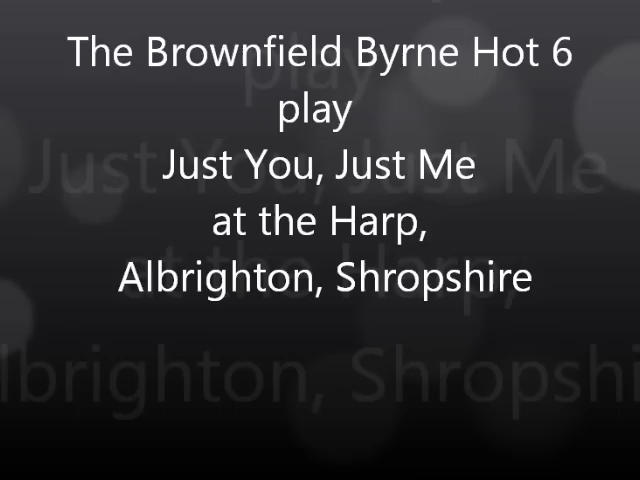 The Brownfield Byrne Hot 6
play
Just You, Just Me
at the Harp,
Albrighton, Shropshire